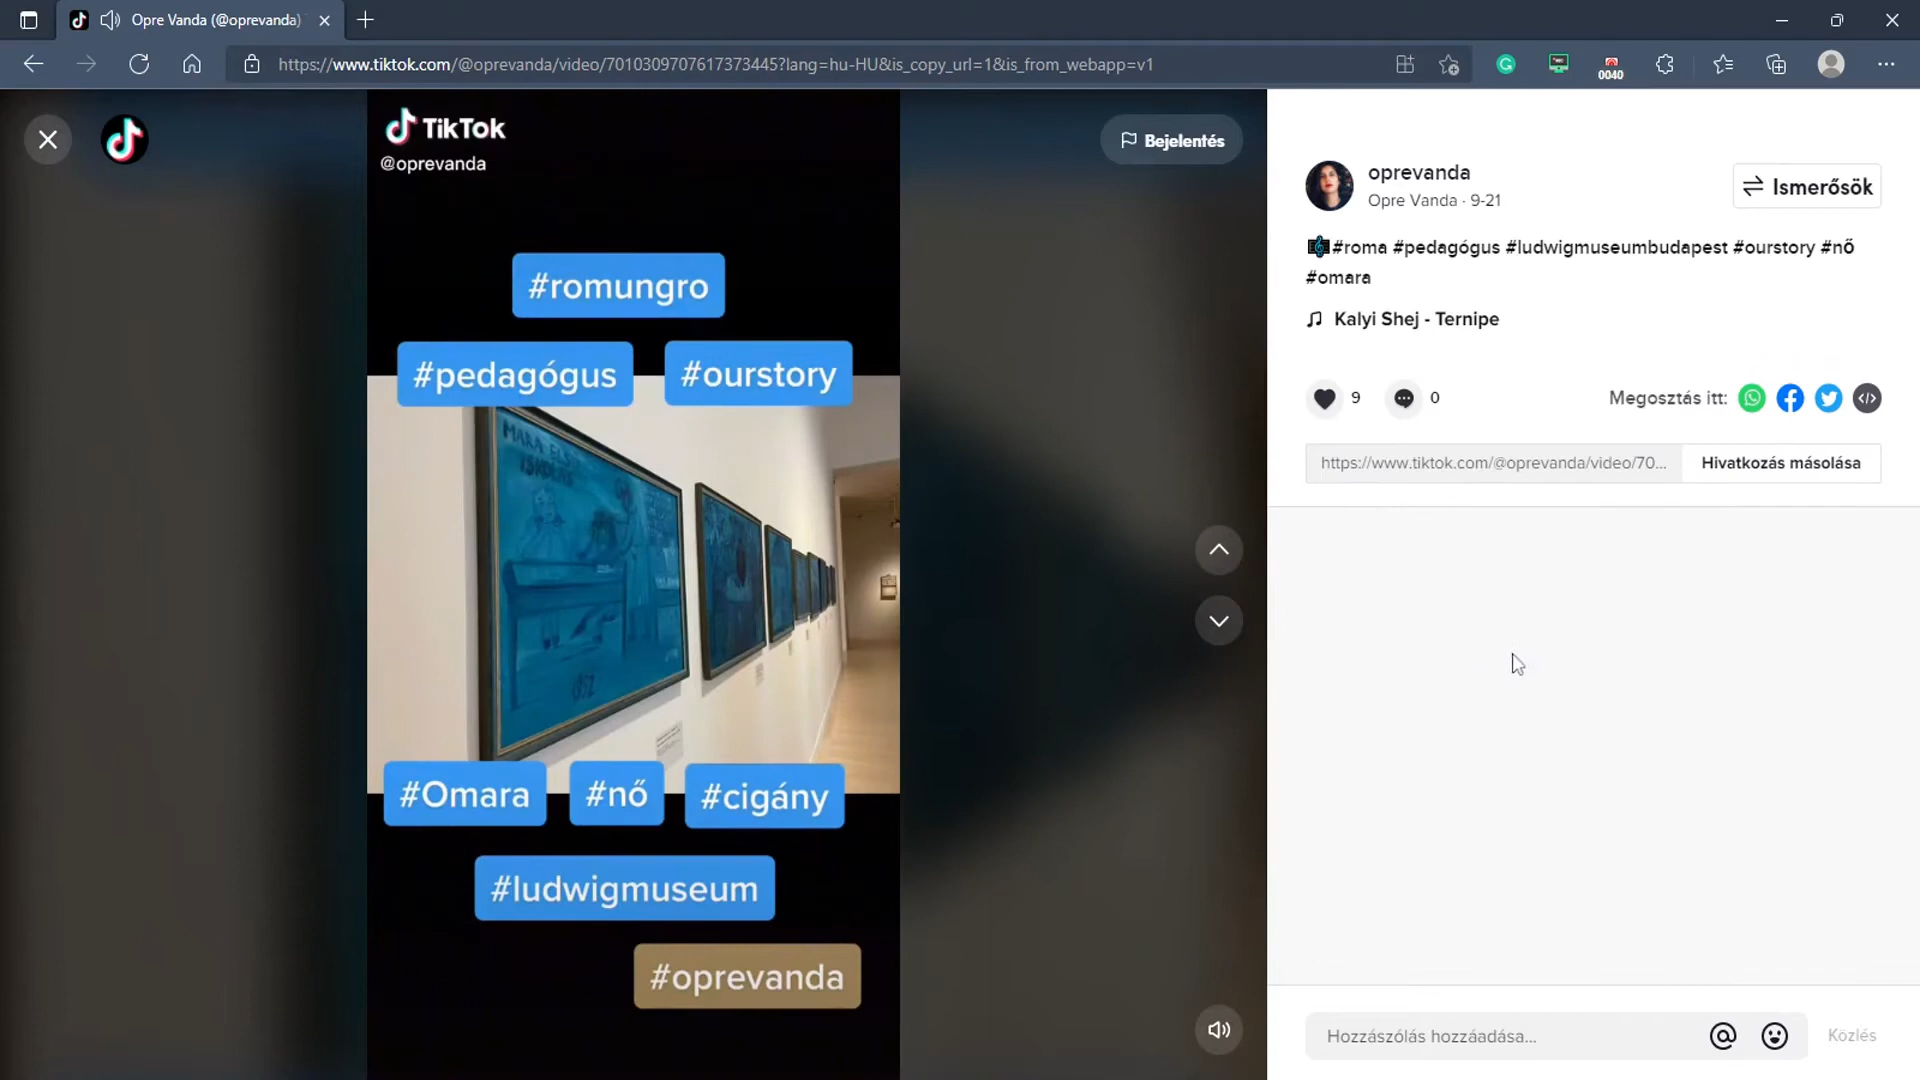 Opre Vanda (@oprevanda)
https://www.tiktok.com/@oprevanda/video/7010309707617373445?lang=hu-HU&is_copy_url=1&is_from_webapp=v1
0040
TikTok
@oprevanda
Bejelentés
#romungro
#pedagógus #ourstory
MARA ELSŐ
ISKOLÁS
#Omara #nő #cigány
#ludwigmuseum
#oprevanda
oprevanda
Opre Vanda · 9-21
Ismerősök
#roma #pedagógus #ludwigmuseumbudapest #ourstory #nő
#omara
Kalyi Shej - Ternipe
9 0 Megosztás itt:
https://www.tiktok.com/@oprevanda/video/70... Hivatkozás másolása
Hozzászólás hozzáadása... Közlés